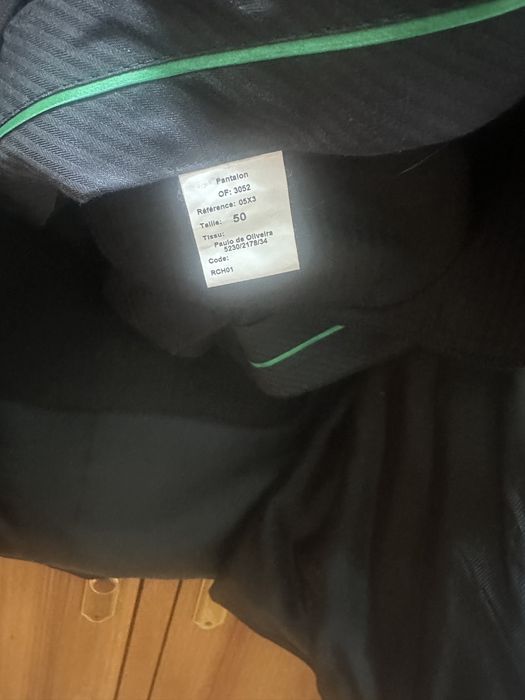 Pantalon
OF: 3052
Référence: 05X3
Taille: 50
Tissu:
Paulo de Oliveira
5230/2178/34
Code:
RCH01